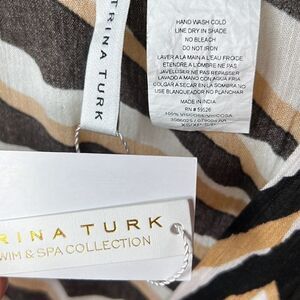 TRINA TURK
HAND WASH COLD
LINE DRY IN SHADE
NO BLEACH
DO NOT IRON
LAVER A LA MAIN A L'EAU FROIDE
ETENDRE A L'OMBRE NE PAS
JAVELLISER NE PAS REPASSER
LAVADO A MANO CON AGUA FRIA
COLGAR A SECAR EN LA SOMBRA NO
USE BLANQUEADOR NO PLANCHAR
MADE IN INDIA
RN # 59526
100% VISCOSE/VISCOSA
RINA TURK
WIM & SPA COLLECTION